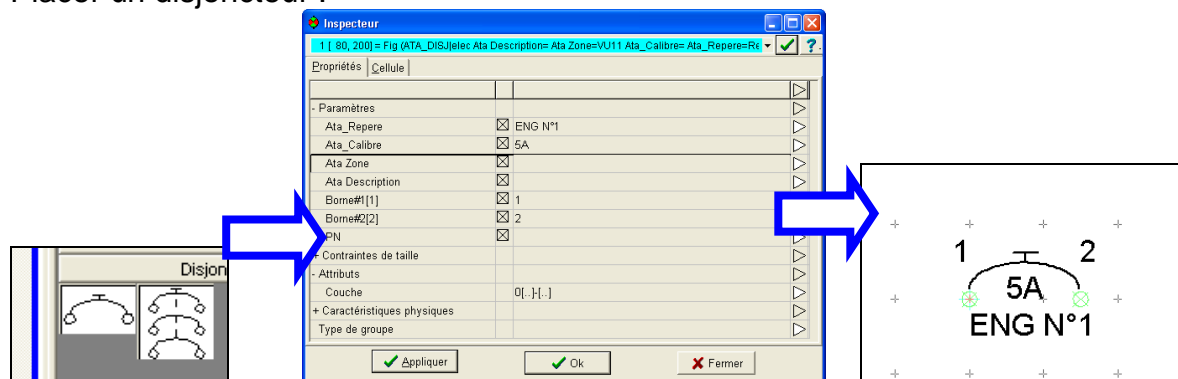 Placer un disjoncteur :
Inspecteur
1 [ 80, 200] = Fig (ATA_DISJ|elec Ata Description= Ata Zone=VU11 Ata_Calibre= Ata_Repere=Re
Propriétés Cellule
- Paramètres
Ata_Repere ENG N°1
Ata_Calibre 5A
Ata Zone
Ata Description
Borne#1[1] 1
Borne#2[2] 2
PN
+ Contraintes de taille
- Attributs
Couche 0[..]-[..]
+ Caractéristiques physiques
Type de groupe
Appliquer Ok Fermer
Disjon
1 2
5A
ENG N°1